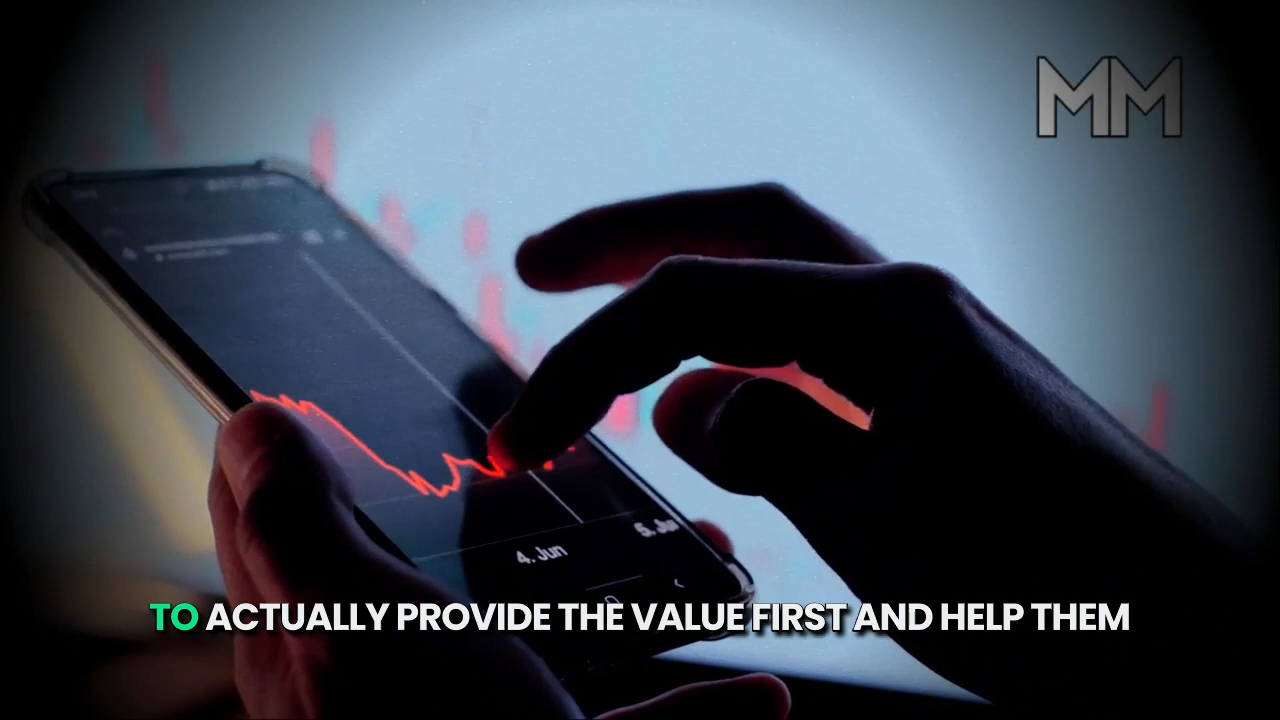 MM
4. Jun
5. Jun
TO ACTUALLY PROVIDE THE VALUE FIRST AND HELP THEM